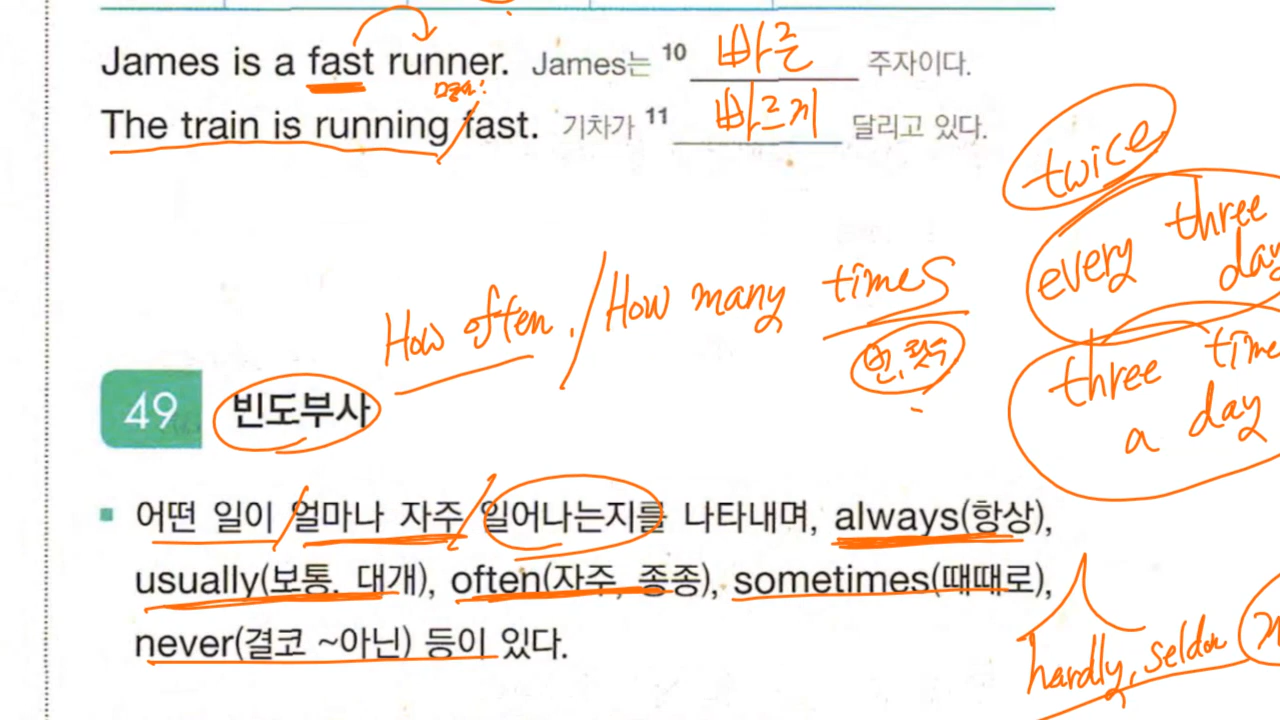 James is a fast runner. James는 10 빠른 주자이다.
The train is running fast. 기차가 11 빠르게 달리고 있다.
twice
every three
day
How often / How many times
three time
a day
49 빈도부사
어떤 일이 얼마나 자주 일어나는지를 나타내며, always(항상),
usually(보통, 대개), often(자주, 종종), sometimes(때때로),
never(결코 ~아닌) 등이 있다.
hardly, seldom